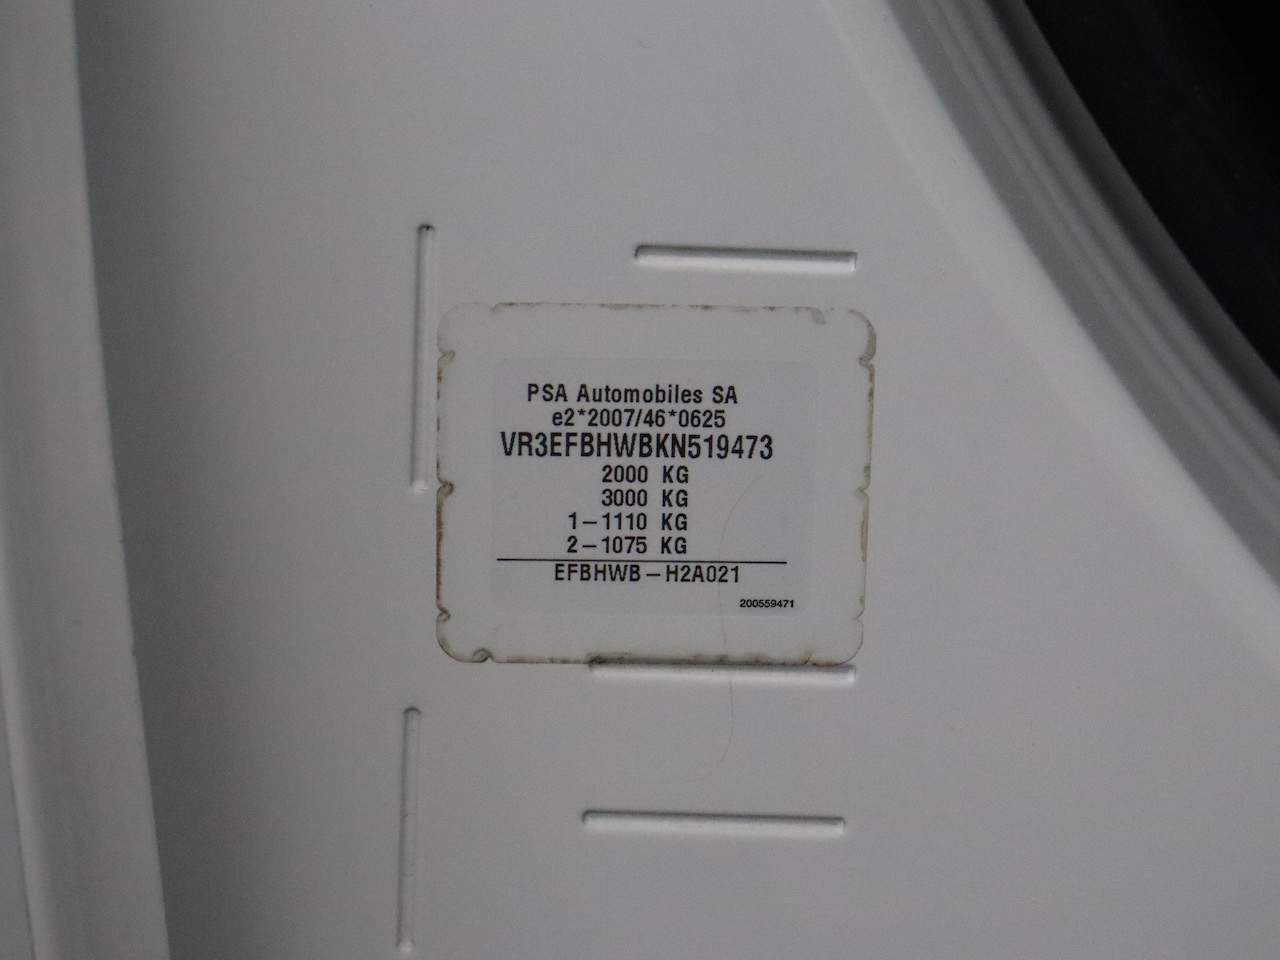 PSA Automobiles SA
e2*2007/46*0625
VR3EFBHWBKN519473
2000 KG
3000 KG
1-1110 KG
2-1075 KG
EFBHWB-H2A021
200559471